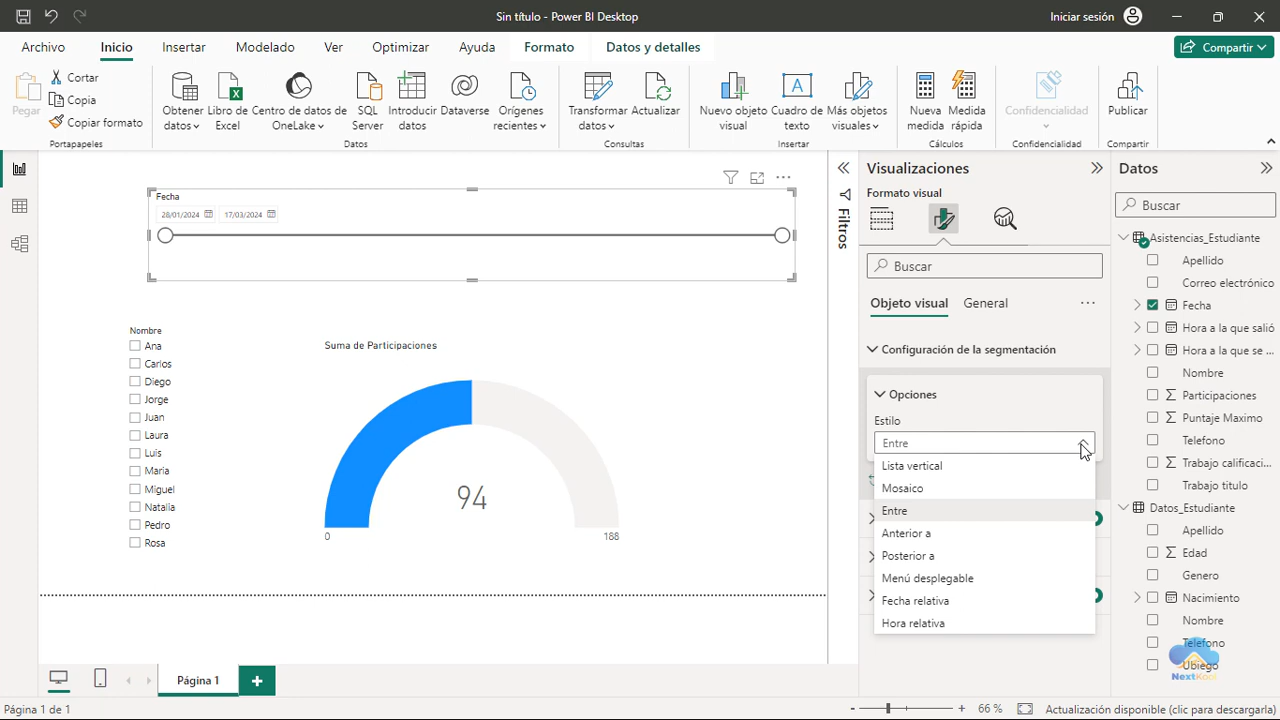 Sin título - Power BI Desktop
Iniciar sesión
Archivo
Inicio
Insertar
Modelado
Ver
Optimizar
Ayuda
Formato
Datos y detalles
Compartir
Pegar
Cortar
Copia
Copiar formato
Portapapeles
Obtener datos
Libro de Excel
Centro de datos de OneLake
SQL Server
Introducir datos
Dataverse
Orígenes recientes
Datos
Transformar datos
Actualizar
Consultas
Nuevo objeto visual
Cuadro de texto
Más objetos visuales
Insertar
Nueva medida
Medida rápida
Cálculos
Confidencialidad
Confidencialidad
Publicar
Compartir
Fecha
28/01/2024
17/03/2024
Nombre
Ana
Carlos
Diego
Jorge
Juan
Laura
Luis
Maria
Miguel
Natalia
Pedro
Rosa
Suma de Participaciones
94
0
188
Filtros
Visualizaciones
Formato visual
Buscar
Objeto visual
General
Configuración de la segmentación
Opciones
Estilo
Entre
Lista vertical
Mosaico
Entre
Anterior a
Posterior a
Menú desplegable
Fecha relativa
Hora relativa
Datos
Buscar
Asistencias_Estudiante
Apellido
Correo electrónico
Fecha
Hora a la que salió
Hora a la que se ...
Nombre
Participaciones
Puntaje Maximo
Telefono
Trabajo calificaci...
Trabajo titulo
Datos_Estudiante
Apellido
Edad
Genero
Nacimiento
Nombre
Telefono
Ubiego
NextKool
Página 1
Página 1 de 1
- + 66 %
Actualización disponible (clic para descargarla)